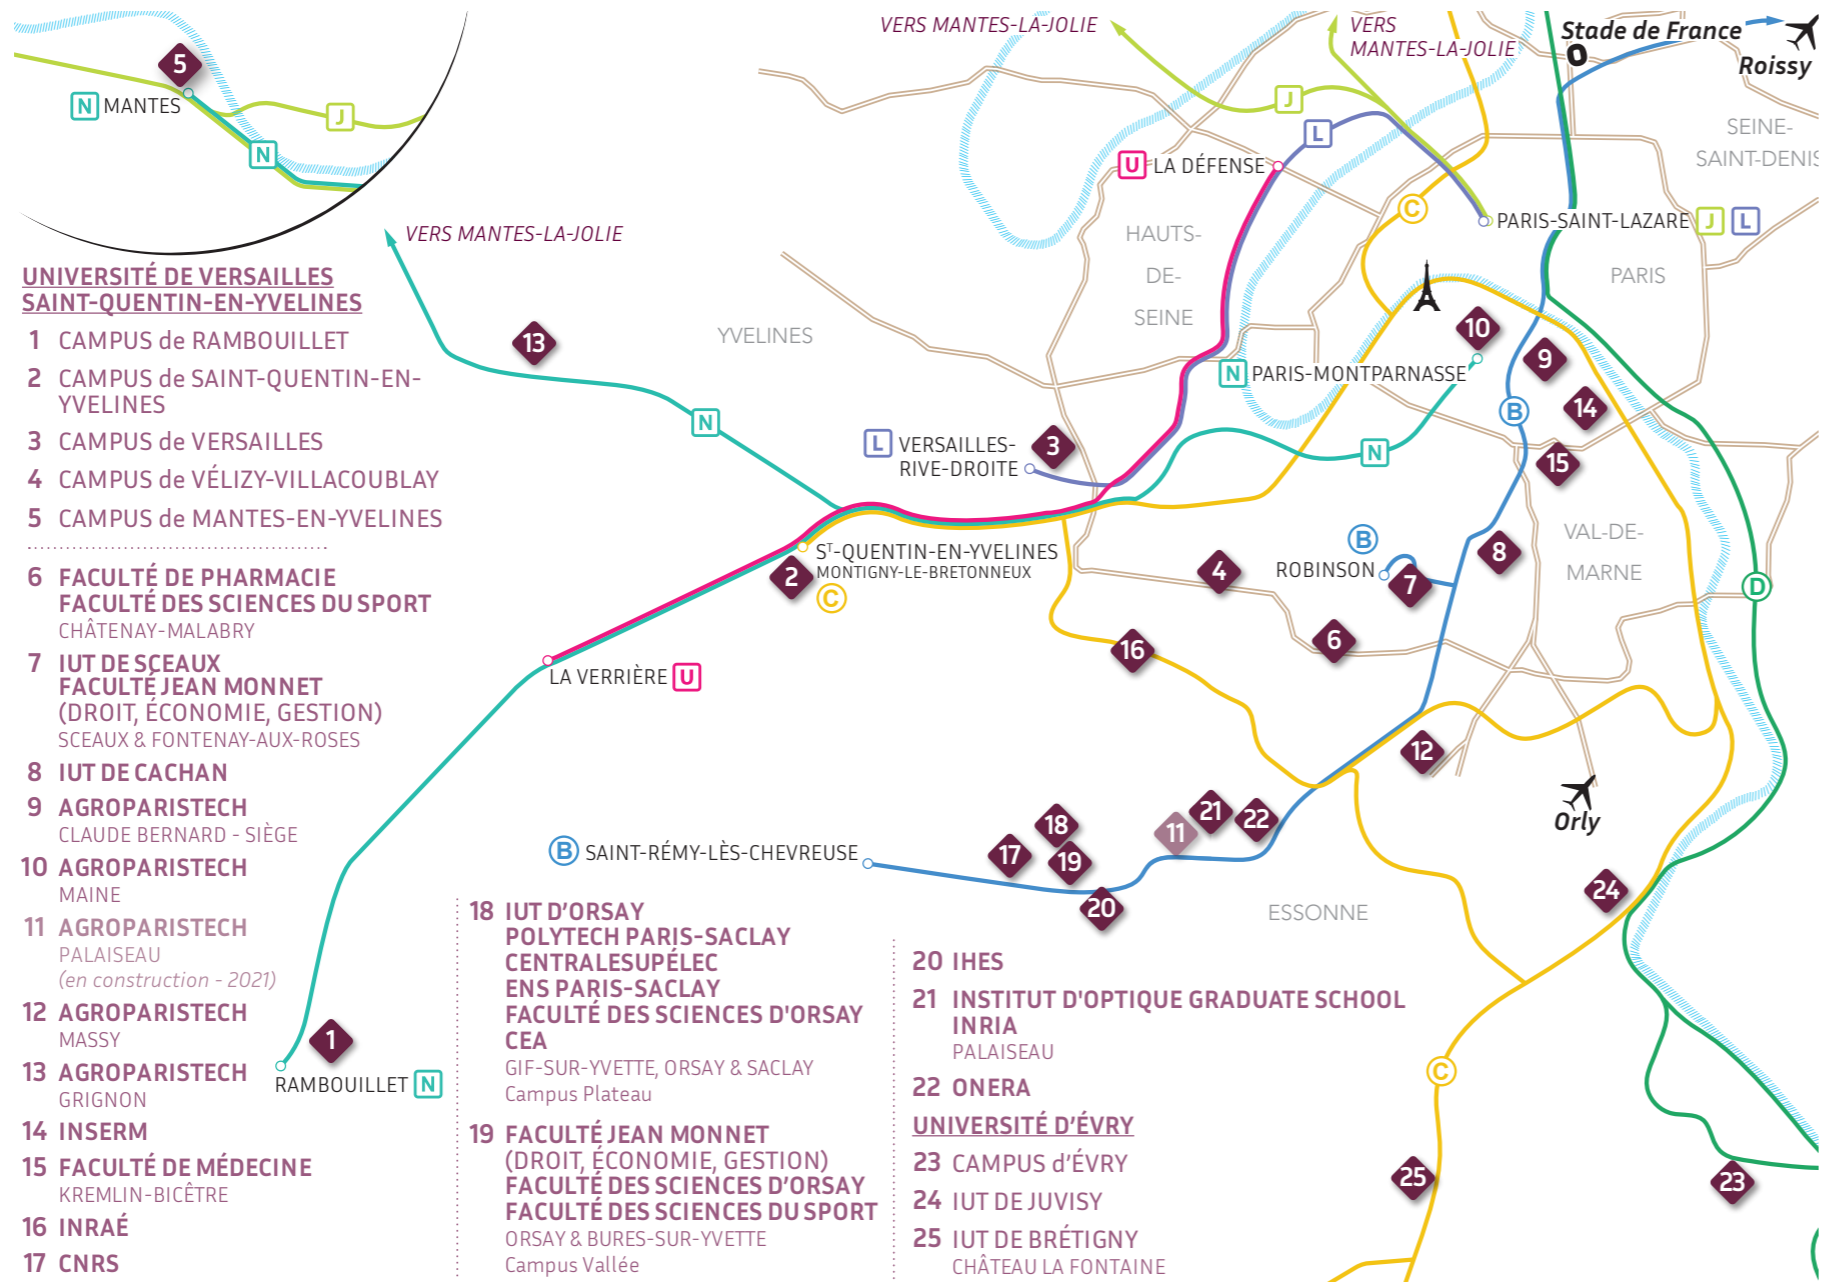 5
N MANTES
J
N
VERS MANTES-LA-JOLIE
VERS MANTES-LA-JOLIE
VERS
MANTES-LA-JOLIE
Stade de France
Roissy
J
L
SEINE-
SAINT-DENIS
U LA DÉFENSE
C
PARIS-SAINT-LAZARE J L
HAUTS-
DE-
SEINE
PARIS
YVELINES
13
10
9
N PARIS-MONTPARNASSE
14
B
N
L VERSAILLES-
RIVE-DROITE
3
N
15
VAL-DE-
MARNE
B
ROBINSON
8
7
4
ST-QUENTIN-EN-YVELINES
MONTIGNY-LE-BRETONNEUX
2
C
D
6
16
LA VERRIÈRE U
12
Orly
18
21
22
11
17
19
20
B SAINT-RÉMY-LÈS-CHEVREUSE
ESSONNE
24
1
RAMBOUILLET N
C
25
23
UNIVERSITÉ DE VERSAILLES
SAINT-QUENTIN-EN-YVELINES
1 CAMPUS de RAMBOUILLET
2 CAMPUS de SAINT-QUENTIN-EN-
YVELINES
3 CAMPUS de VERSAILLES
4 CAMPUS de VÉLIZY-VILLACOUBLAY
5 CAMPUS de MANTES-EN-YVELINES
6 FACULTÉ DE PHARMACIE
FACULTÉ DES SCIENCES DU SPORT
CHÂTENAY-MALABRY
7 IUT DE SCEAUX
FACULTÉ JEAN MONNET
(DROIT, ÉCONOMIE, GESTION)
SCEAUX & FONTENAY-AUX-ROSES
8 IUT DE CACHAN
9 AGROPARISTECH
CLAUDE BERNARD - SIÈGE
10 AGROPARISTECH
MAINE
11 AGROPARISTECH
PALAISEAU
(en construction - 2021)
12 AGROPARISTECH
MASSY
13 AGROPARISTECH
GRIGNON
14 INSERM
15 FACULTÉ DE MÉDECINE
KREMLIN-BICÊTRE
16 INRAÉ
17 CNRS
18 IUT D'ORSAY
POLYTECH PARIS-SACLAY
CENTRALESUPÉLEC
ENS PARIS-SACLAY
FACULTÉ DES SCIENCES D'ORSAY
CEA
GIF-SUR-YVETTE, ORSAY & SACLAY
Campus Plateau
19 FACULTÉ JEAN MONNET
(DROIT, ÉCONOMIE, GESTION)
FACULTÉ DES SCIENCES D'ORSAY
FACULTÉ DES SCIENCES DU SPORT
ORSAY & BURES-SUR-YVETTE
Campus Vallée
20 IHES
21 INSTITUT D'OPTIQUE GRADUATE SCHOOL
INRIA
PALAISEAU
22 ONERA
UNIVERSITÉ D'ÉVRY
23 CAMPUS d'ÉVRY
24 IUT DE JUVISY
25 IUT DE BRÉTIGNY
CHÂTEAU LA FONTAINE